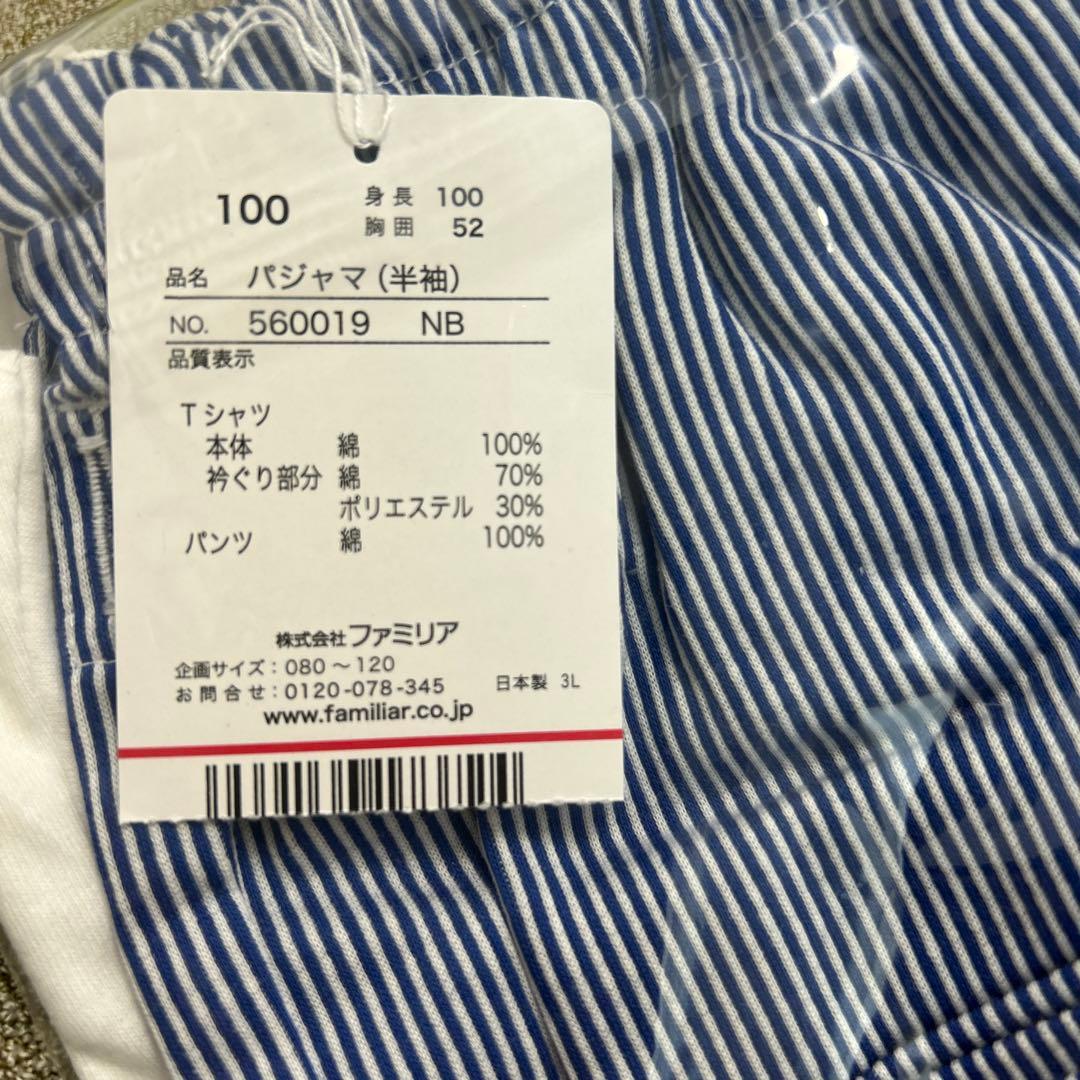 100 身長 100
胸囲 52
品名 パジャマ(半袖)
NO. 560019 NB
品質表示
Tシャツ
本体 綿 100%
衿ぐり部分 綿 70%
ポリエステル 30%
パンツ 綿 100%
株式会社ファミリア
企画サイズ:080〜120
お問合せ:0120-078-345 日本製 3L
www.familiar.co.jp